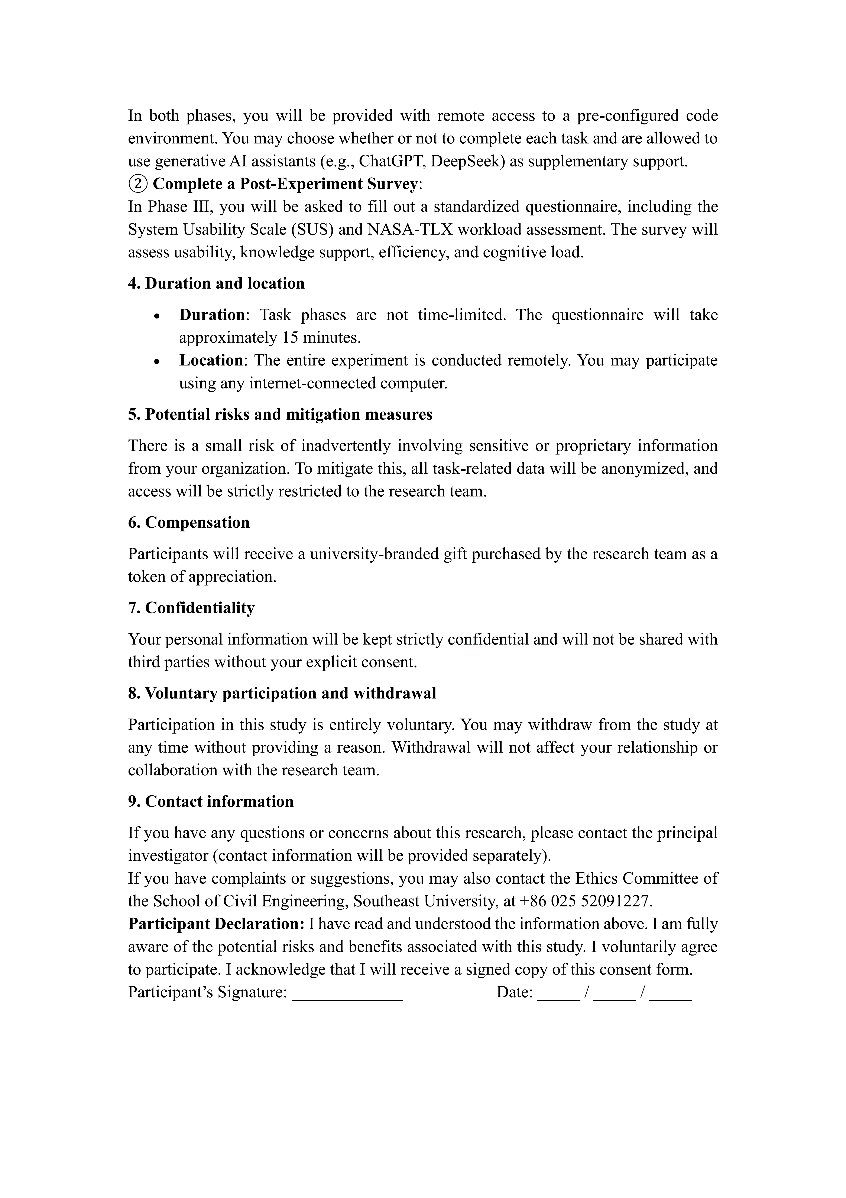 In both phases, you will be provided with remote access to a pre-configured code
environment. You may choose whether or not to complete each task and are allowed to
use generative AI assistants (e.g., ChatGPT, DeepSeek) as supplementary support.
② Complete a Post-Experiment Survey:
In Phase III, you will be asked to fill out a standardized questionnaire, including the
System Usability Scale (SUS) and NASA-TLX workload assessment. The survey will
assess usability, knowledge support, efficiency, and cognitive load.
4. Duration and location
• Duration: Task phases are not time-limited. The questionnaire will take
approximately 15 minutes.
• Location: The entire experiment is conducted remotely. You may participate
using any internet-connected computer.
5. Potential risks and mitigation measures
There is a small risk of inadvertently involving sensitive or proprietary information
from your organization. To mitigate this, all task-related data will be anonymized, and
access will be strictly restricted to the research team.
6. Compensation
Participants will receive a university-branded gift purchased by the research team as a
token of appreciation.
7. Confidentiality
Your personal information will be kept strictly confidential and will not be shared with
third parties without your explicit consent.
8. Voluntary participation and withdrawal
Participation in this study is entirely voluntary. You may withdraw from the study at
any time without providing a reason. Withdrawal will not affect your relationship or
collaboration with the research team.
9. Contact information
If you have any questions or concerns about this research, please contact the principal
investigator (contact information will be provided separately).
If you have complaints or suggestions, you may also contact the Ethics Committee of
the School of Civil Engineering, Southeast University, at +86 025 52091227.
Participant Declaration: I have read and understood the information above. I am fully
aware of the potential risks and benefits associated with this study. I voluntarily agree
to participate. I acknowledge that I will receive a signed copy of this consent form.
Participant's Signature: _____________ Date: _____ / _____ / _____